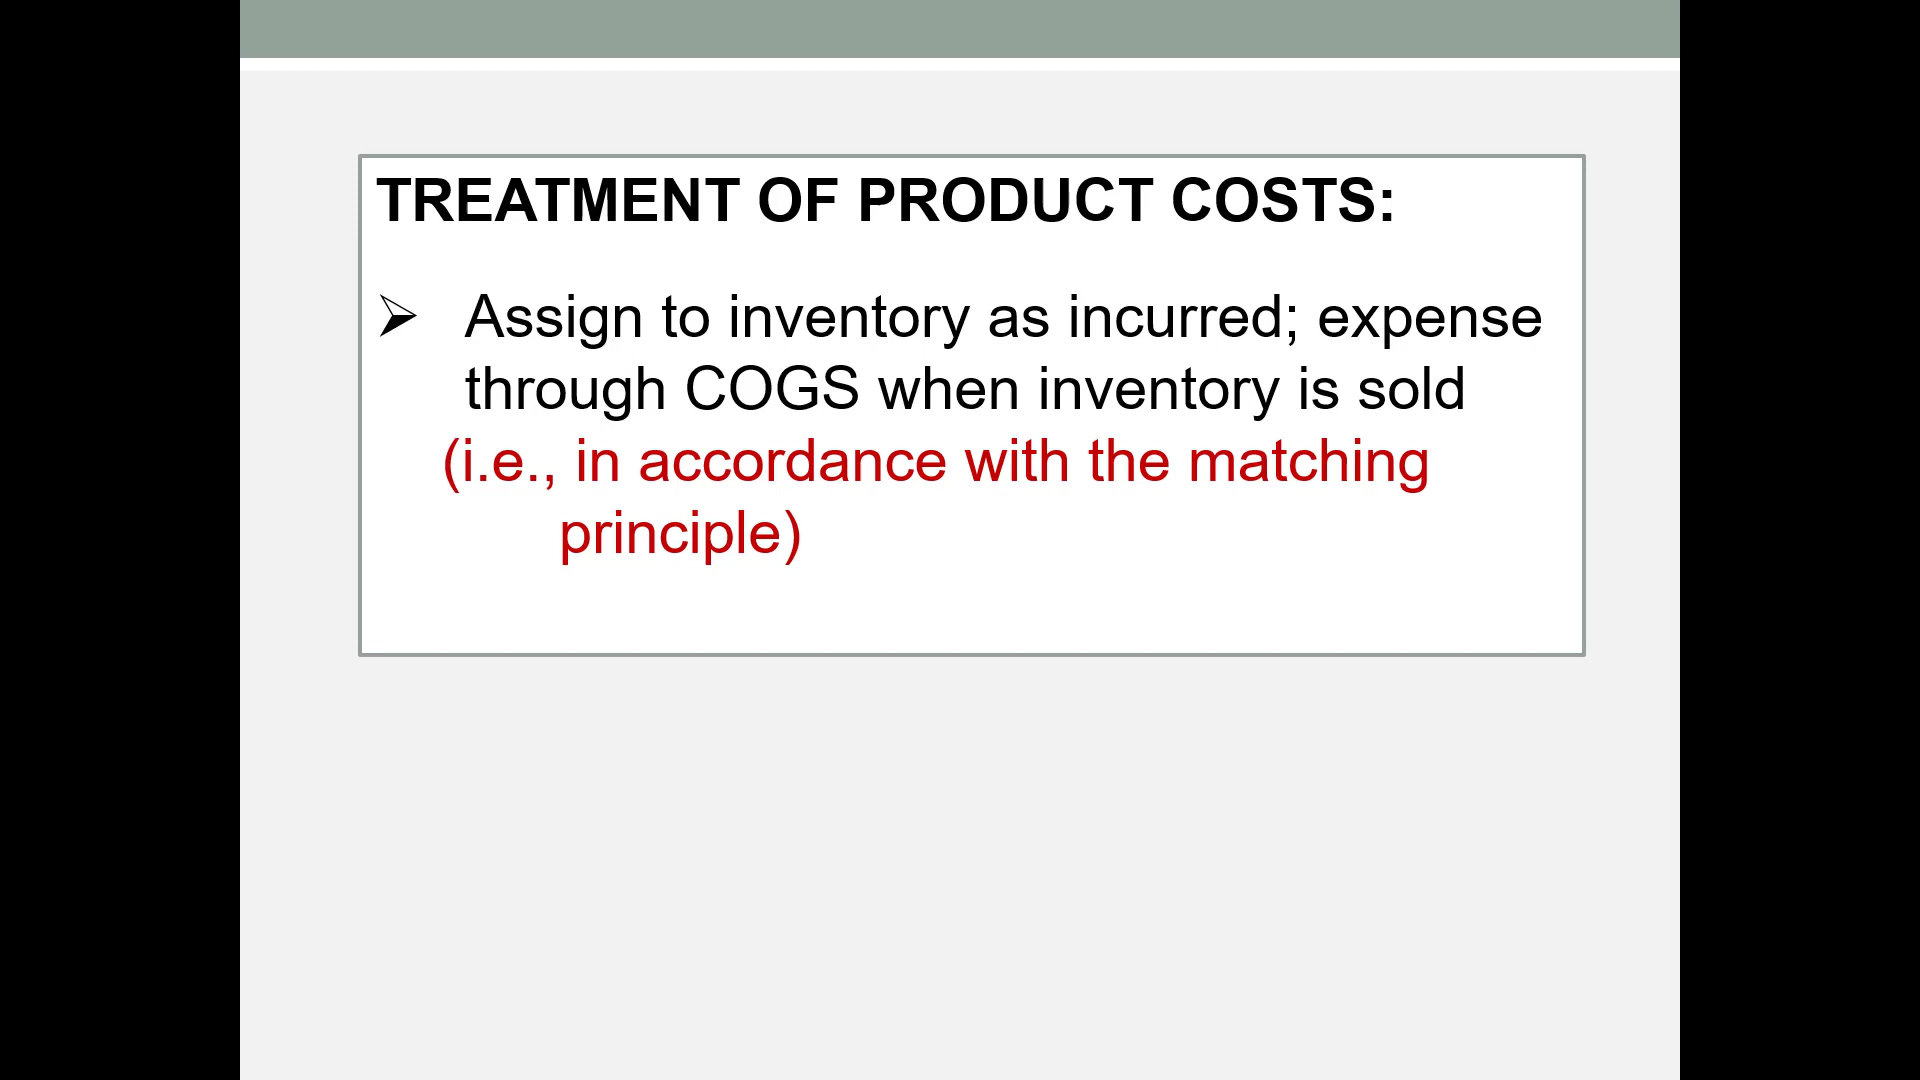 TREATMENT OF PRODUCT COSTS:
➢ Assign to inventory as incurred; expense
through COGS when inventory is sold
(i.e., in accordance with the matching
principle)